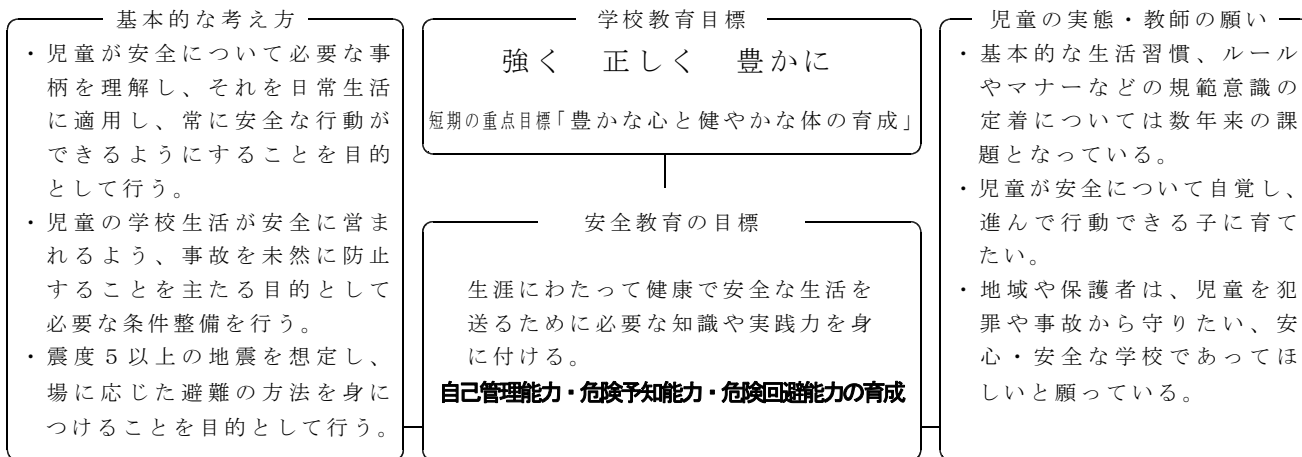 基本的な考え方
・児童が安全について必要な事
柄を理解し、それを日常生活
に適用し、常に安全な行動が
できるようにすることを目的
として行う。
・児童の学校生活が安全に営ま
れるよう、事故を未然に防止
することを主たる目的として
必要な条件整備を行う。
・震度５以上の地震を想定し、
場に応じた避難の方法を身に
つけることを目的として行う。
学校教育目標
強く 正しく 豊かに
短期の重点目標「豊かな心と健やかな体の育成」
安全教育の目標
生涯にわたって健康で安全な生活を
送るために必要な知識や実践力を身
に付ける。
自己管理能力・危険予知能力・危険回避能力の育成
児童の実態・教師の願い
・基本的な生活習慣、ルール
やマナーなどの規範意識の
定着については数年来の課
題となっている。
・児童が安全について自覚し、
進んで行動できる子に育て
たい。
・地域や保護者は、児童を犯
罪や事故から守りたい、安
心・安全な学校であってほ
しいと願っている。